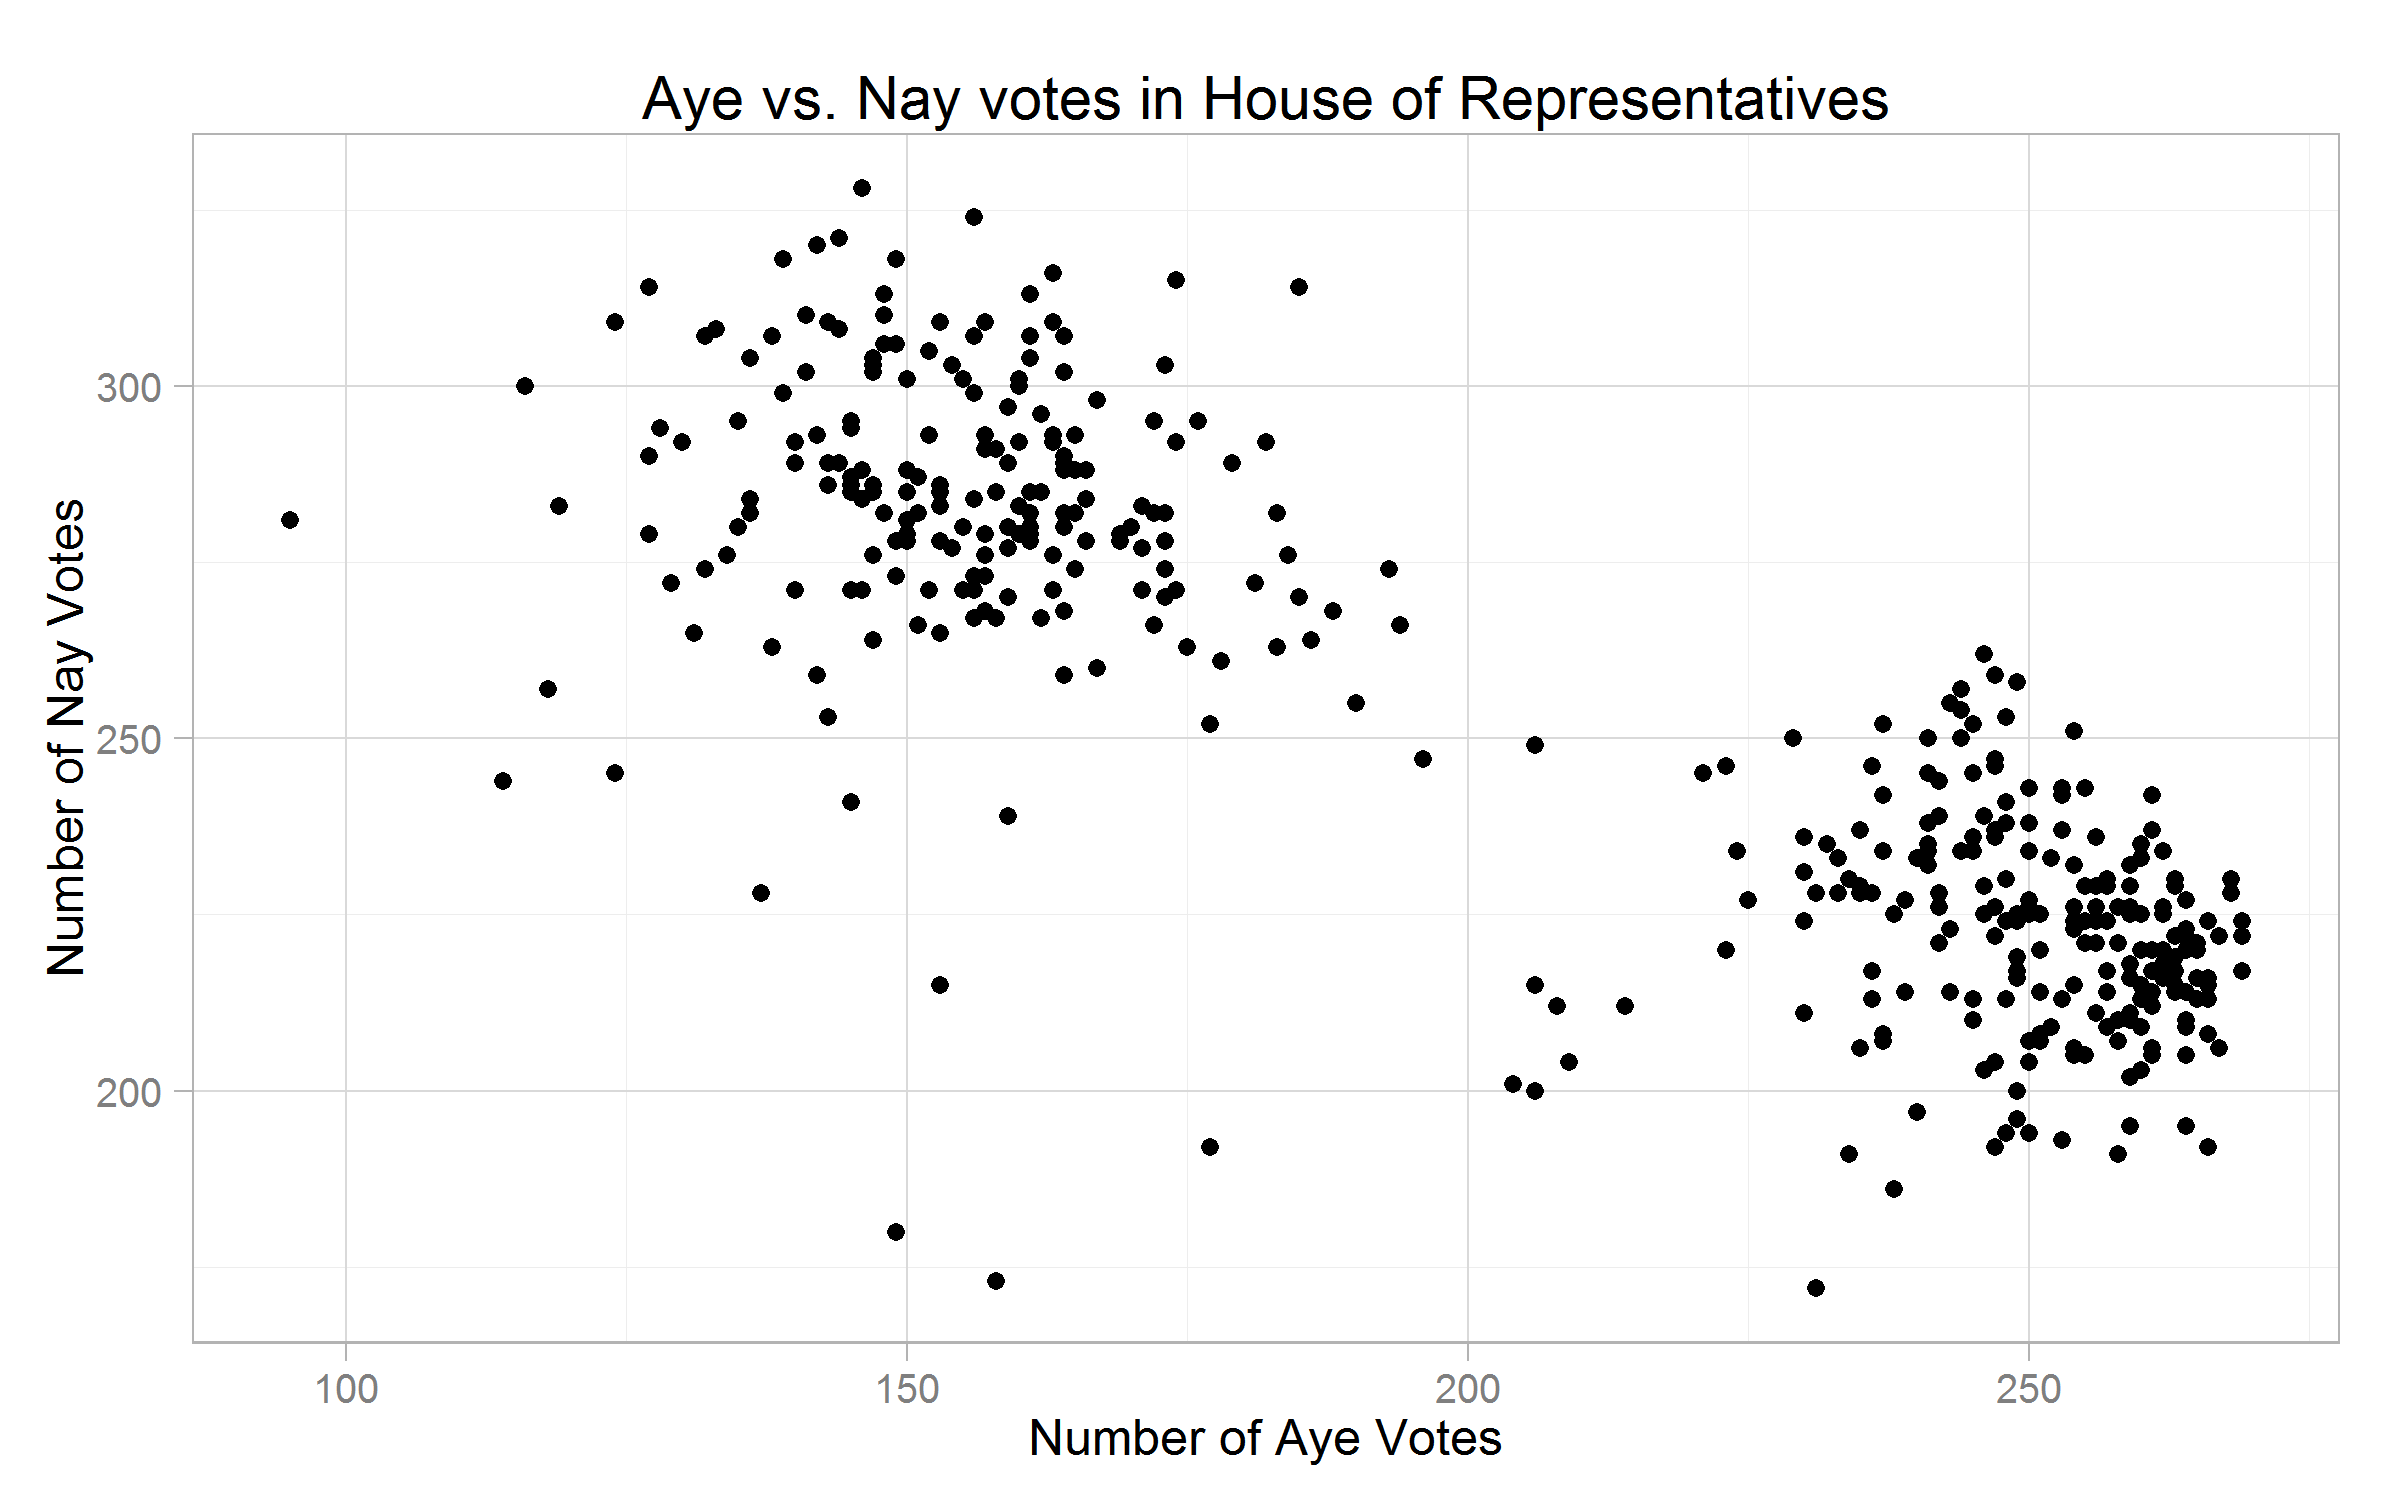 Aye vs. Nay votes in House of Representatives
Number of Nay Votes
300
250
200
100
150
200
250
Number of Aye Votes